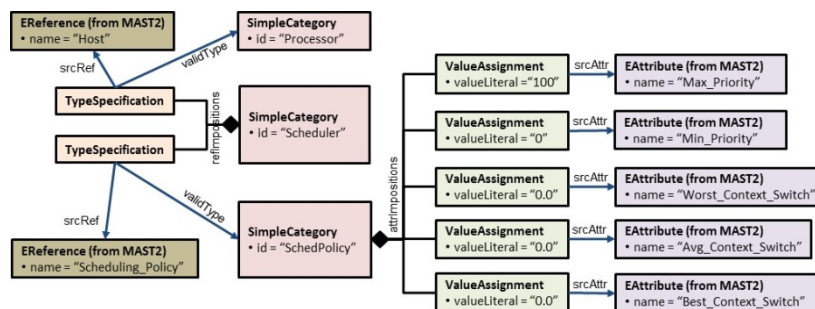 EReference (from MAST2)
• name = "Host"
SimpleCategory
• id = "Processor"
srcRef
validType
TypeSpecification
refImpositions
SimpleCategory
• id = "Scheduler"
TypeSpecification
srcRef
validType
EReference (from MAST2)
• name = "Scheduling_Policy"
SimpleCategory
• id = "SchedPolicy"
attrImpositions
ValueAssignment
• valueLiteral ="100"
srcAttr
EAttribute (from MAST2)
• name = "Max_Priority"
ValueAssignment
• valueLiteral = "0"
srcAttr
EAttribute (from MAST2)
• name = "Min_Priority"
ValueAssignment
• valueLiteral = "0.0"
srcAttr
EAttribute (from MAST2)
• name = "Worst_Context_Switch"
ValueAssignment
• valueLiteral = "0.0"
srcAttr
EAttribute (from MAST2)
• name = "Avg_Context_Switch"
ValueAssignment
• valueLiteral = "0.0"
srcAttr
EAttribute (from MAST2)
• name = "Best_Context_Switch"